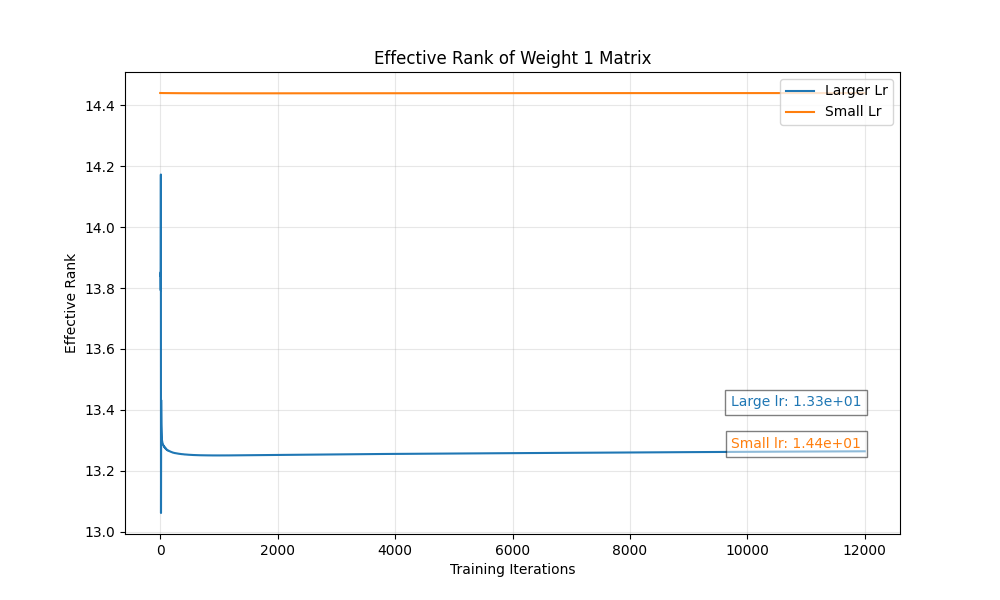 Effective Rank of Weight 1 Matrix
Larger Lr
Small Lr
14.4
14.2
14.0
13.8
13.6
13.4
13.2
13.0
Effective Rank
Large lr: 1.33e+01
Small lr: 1.44e+01
0
2000
4000
6000
8000
10000
12000
Training Iterations